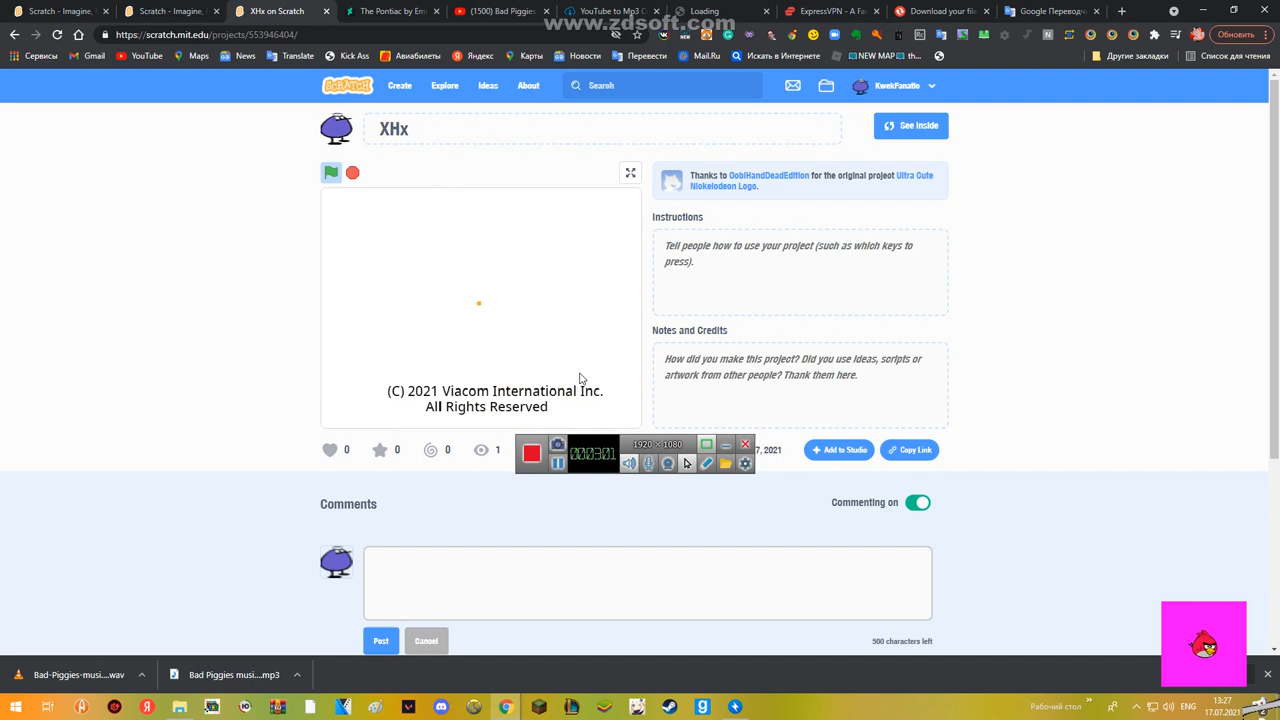 Scratch - Imagine, 
Scratch - Imagine, 
XHx on Scratch
The Pontiac by Em
(1500) Bad Piggies
YouTube to Mp3 C
Loading
ExpressVPN - A Fa
Download your file
Google Переводч
www.zdsoft.com
https://scratch.mit.edu/projects/553946404/
Обновить
Сервисы Gmail YouTube Карты News Translate Kick Ass Авиабилеты Яндекс Карты Новости Перевести Mail.Ru Искать в Интернете [NEW MAP] th... Другие закладки Список для чтения
SCRATCH Create Explore Ideas About Search KwekFanatio
XHx
See inside
Thanks to OobiHandDeadEdition for the original project Ultra Cute
Nickelodeon Logo.
Instructions
Tell people how to use your project (such as which keys to
press).
Notes and Credits
How did you make this project? Did you use ideas, scripts or
artwork from other people? Thank them here.
(C) 2021 Viacom International Inc.
All Rights Reserved
0 0 0 1
000301
1920 × 1080
7, 2021
Add to Studio
Copy Link
Comments
Commenting on
Post
Cancel
500 characters left
Bad-Piggies-musi....wav
Bad Piggies musi....mp3
Рабочий стол
ENG
13:27
17.07.2021